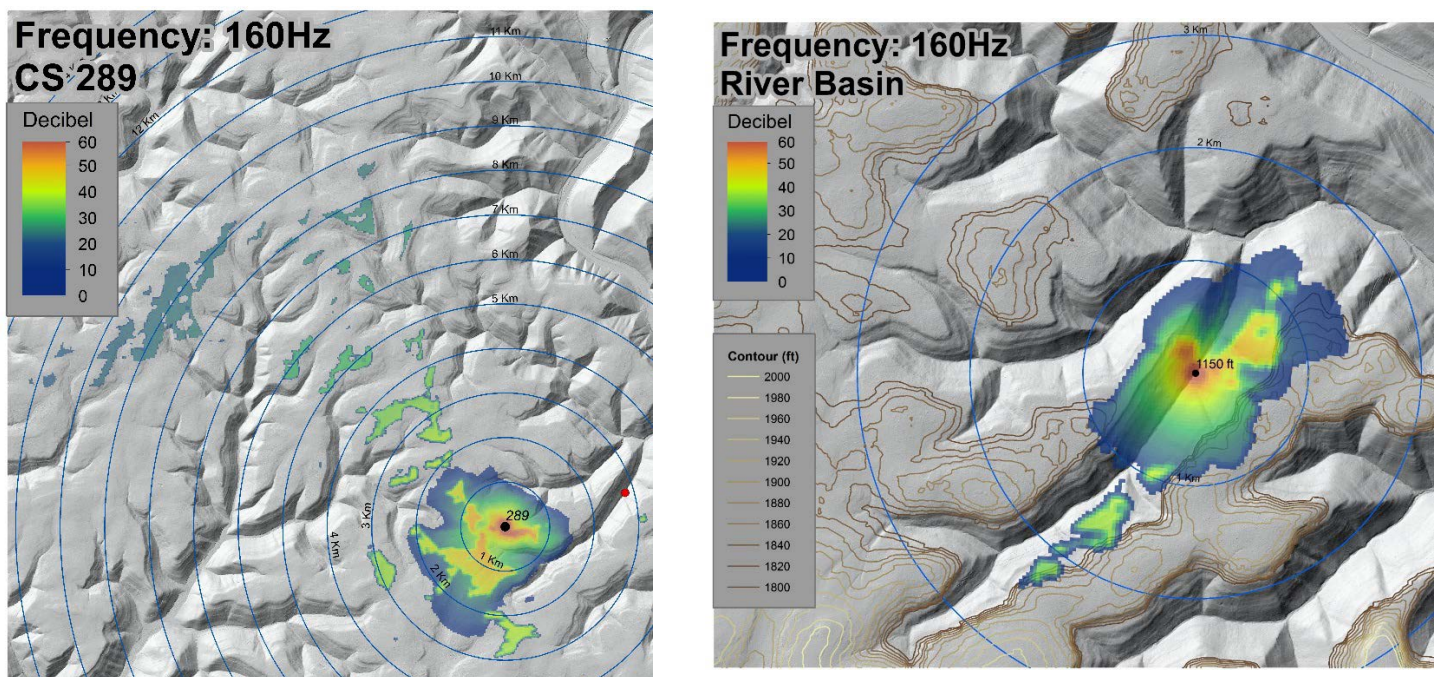 Frequency: 160Hz
CS 289
Decibel
60
50
40
30
20
10
0
11 Km
10 Km
12 Km
9 Km
8 Km
7 Km
6 Km
5 Km
4 Km
3 Km
2 Km
1 Km
289
Frequency: 160Hz
River Basin
Decibel
60
50
40
30
20
10
0
Contour (ft)
2000
1980
1960
1940
1920
1900
1880
1860
1840
1820
1800
3 Km
2 Km
1 Km
1150 ft